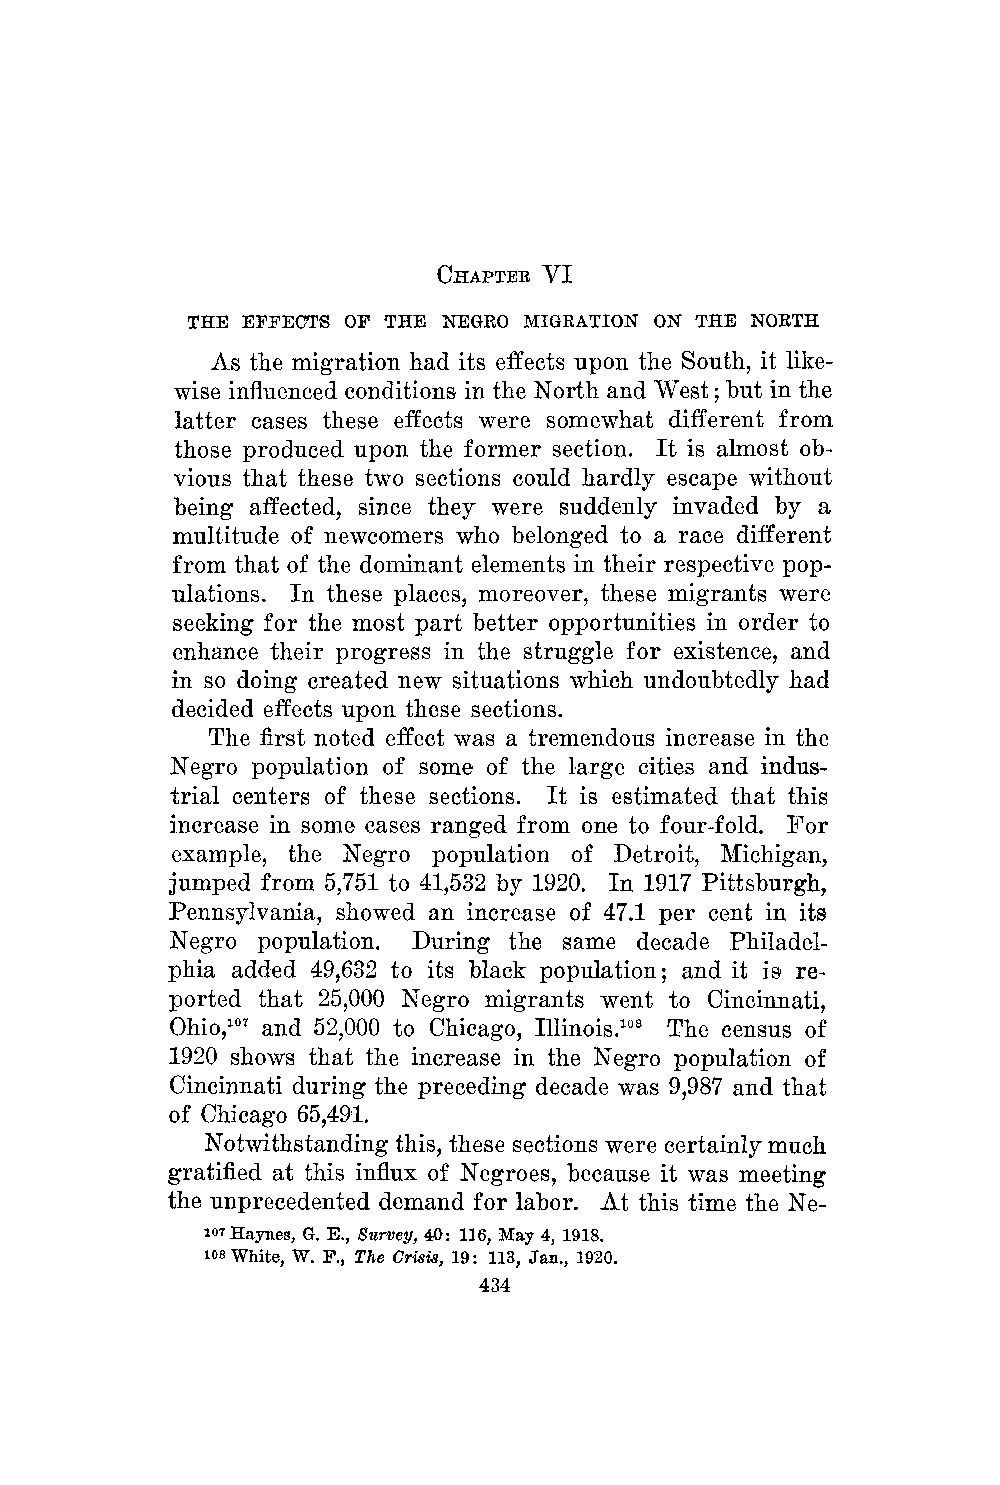 CHAPTER VI
THE EFFECTS OF THE NEGRO MIGRATION ON THE NORTH
As the migration had its effects upon the South, it like-
wise influenced conditions in the North and West; but in the
latter cases these effects were somewhat different from
those produced upon the former section. It is almost ob-
vious that these two sections could hardly escape without
being affected, since they were suddenly invaded by a
multitude of newcomers who belonged to a race different
from that of the dominant elements in their respective pop-
ulations. In these places, moreover, these migrants were
seeking for the most part better opportunities in order to
enhance their progress in the struggle for existence, and
in so doing created new situations which undoubtedly had
decided effects upon these sections.
The first noted effect was a tremendous increase in the
Negro population of some of the large cities and indus-
trial centers of these sections. It is estimated that this
increase in some cases ranged from one to four-fold. For
example, the Negro population of Detroit, Michigan,
jumped from 5,751 to 41,532 by 1920. In 1917 Pittsburgh,
Pennsylvania, showed an increase of 47.1 per cent in its
Negro population. During the same decade Philadel-
phia added 49,632 to its black population; and it is re-
ported that 25,000 Negro migrants went to Cincinnati,
Ohio,¹⁰⁷ and 52,000 to Chicago, Illinois.¹⁰⁸ The census of
1920 shows that the increase in the Negro population of
Cincinnati during the preceding decade was 9,987 and that
of Chicago 65,491.
Notwithstanding this, these sections were certainly much
gratified at this influx of Negroes, because it was meeting
the unprecedented demand for labor. At this time the Ne-
¹⁰⁷ Haynes, G. E., Survey, 40: 116, May 4, 1918.
¹⁰⁸ White, W. F., The Crisis, 19: 113, Jan., 1920.
434